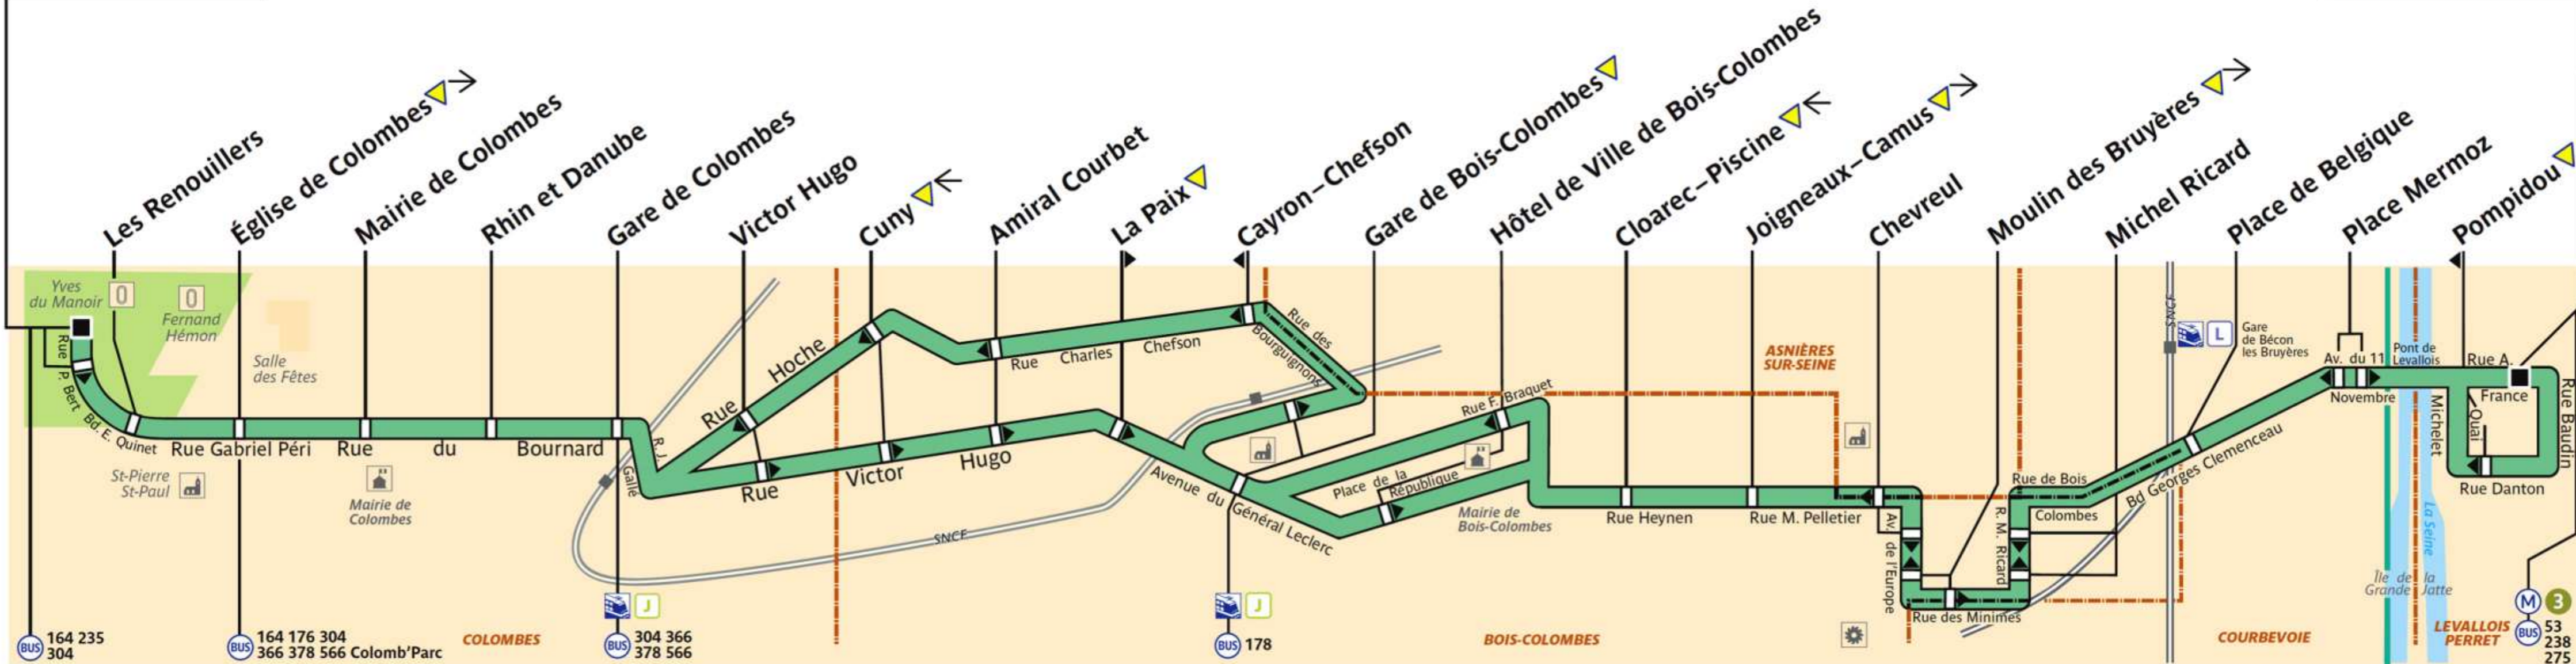 Les Renouillers
Église de Colombes
Mairie de Colombes
Rhin et Danube
Gare de Colombes
Victor Hugo
Cuny
Amiral Courbet
La Paix
Cayron–Chefson
Gare de Bois-Colombes
Hôtel de Ville de Bois-Colombes
Cloarec–Piscine
Joigneaux–Camus
Chevreul
Moulin des Bruyères
Michel Ricard
Place de Belgique
Place Mermoz
Pompidou
Yves
du Manoir
Fernand
Hémon
Salle
des Fêtes
Rue P. Bert
Bd. E. Quinet
Rue Gabriel Péri
Rue du Bournard
St-Pierre
St-Paul
Mairie de
Colombes
R. J.
Gallé
Rue Hoche
Rue Victor Hugo
Rue Charles Chefson
Rue des
Bourguignons
SNCF
Avenue du Général Leclerc
Rue F. Braquet
Place de la
République
Mairie de
Bois-Colombes
Rue Heynen
Rue M. Pelletier
ASNIÈRES
SUR-SEINE
Av. de l'Europe
Rue des Minimes
R. M. Ricard
Rue de Bois
Colombes
Bd Georges Clemenceau
SNCF
L
Gare
de Bécon
les Bruyères
Av. du 11
Novembre
Pont de
Levallois
Rue A.
France
Michelet
Quai
Rue Baudin
Rue Danton
La Seine
Île de la
Grande Jatte
BUS
164 235
304
BUS
164 176 304
366 378 566 Colomb'Parc
COLOMBES
J
BUS
304 366
378 566
J
BUS
178
BOIS-COLOMBES
COURBEVOIE
LEVALLOIS
PERRET
M 3
BUS
53
238
275